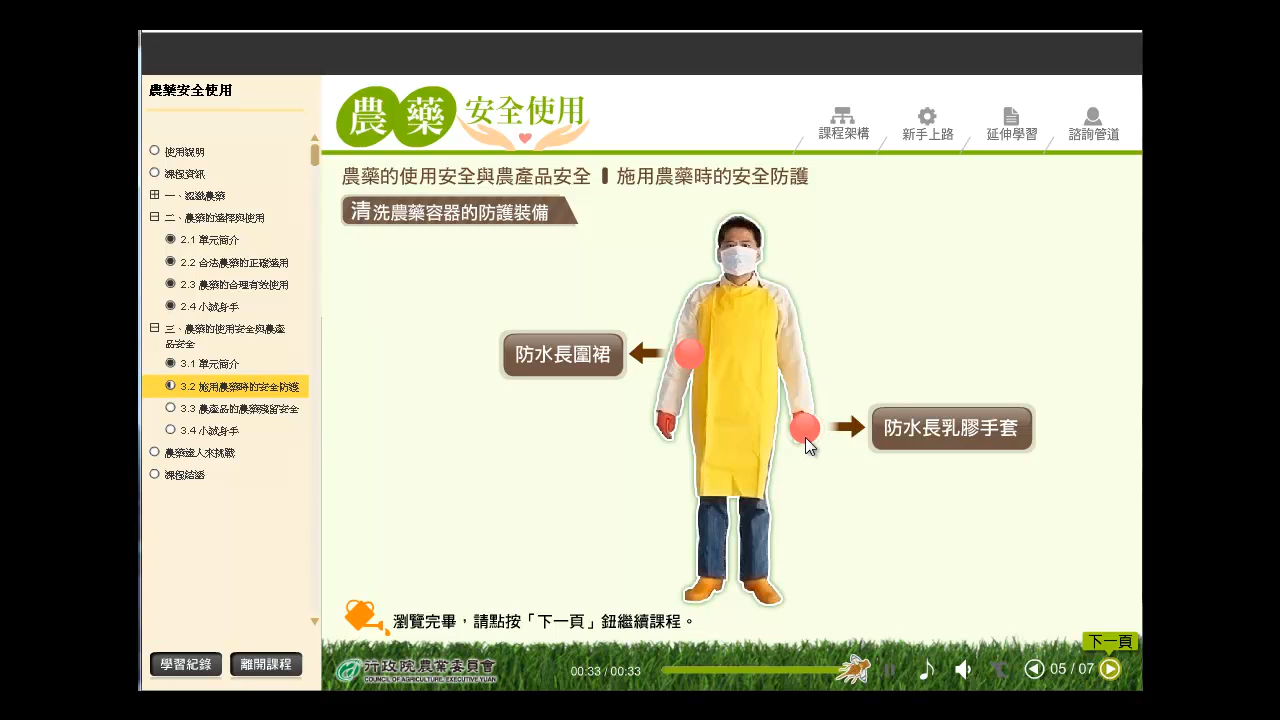 農藥安全使用
使用說明
課程資訊
一、認識農藥
二、農藥的選擇與使用
2.1 單元簡介
2.2 合法農藥的正確選用
2.3 農藥的合理有效使用
2.4 小試身手
三、農藥的使用安全與農產
品安全
3.1 單元簡介
3.2 施用農藥時的安全防護
3.3 農產品的農藥殘留安全
3.4 小試身手
農藥達人來挑戰
課程結語
學習紀錄
離開課程
農藥 安全使用
課程架構
新手上路
延伸學習
諮詢管道
農藥的使用安全與農產品安全 施用農藥時的安全防護
清洗農藥容器的防護裝備
防水長圍裙
防水長乳膠手套
瀏覽完畢，請點按「下一頁」鈕繼續課程。
下一頁
行政院農業委員會
COUNCIL OF AGRICULTURE, EXECUTIVE YUAN
00:33 / 00:33
05 / 07